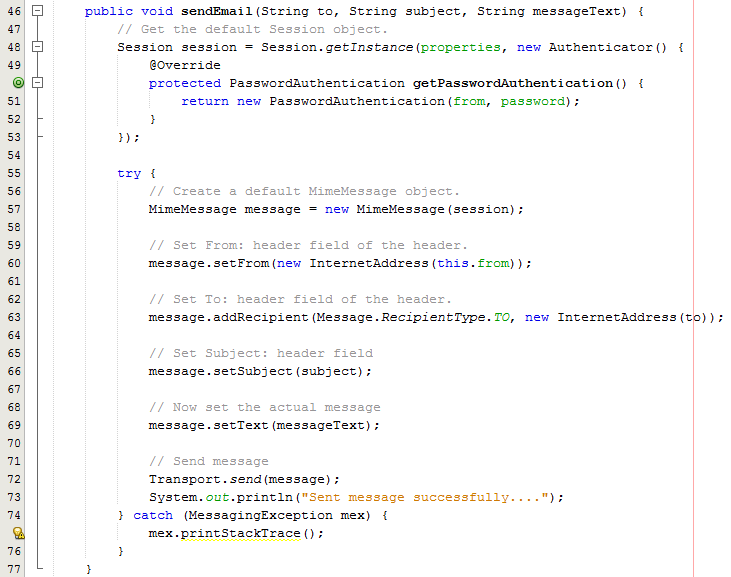 46 public void sendEmail(String to, String subject, String messageText) {
47 // Get the default Session object.
48 Session session = Session.getInstance(properties, new Authenticator() {
49 @Override
protected PasswordAuthentication getPasswordAuthentication() {
51 return new PasswordAuthentication(from, password);
52 }
53 });
54
55 try {
56 // Create a default MimeMessage object.
57 MimeMessage message = new MimeMessage(session);
58
59 // Set From: header field of the header.
60 message.setFrom(new InternetAddress(this.from));
61
62 // Set To: header field of the header.
63 message.addRecipient(Message.RecipientType.TO, new InternetAddress(to));
64
65 // Set Subject: header field
66 message.setSubject(subject);
67
68 // Now set the actual message
69 message.setText(messageText);
70
71 // Send message
72 Transport.send(message);
73 System.out.println("Sent message successfully....");
74 } catch (MessagingException mex) {
mex.printStackTrace();
76 }
77 }